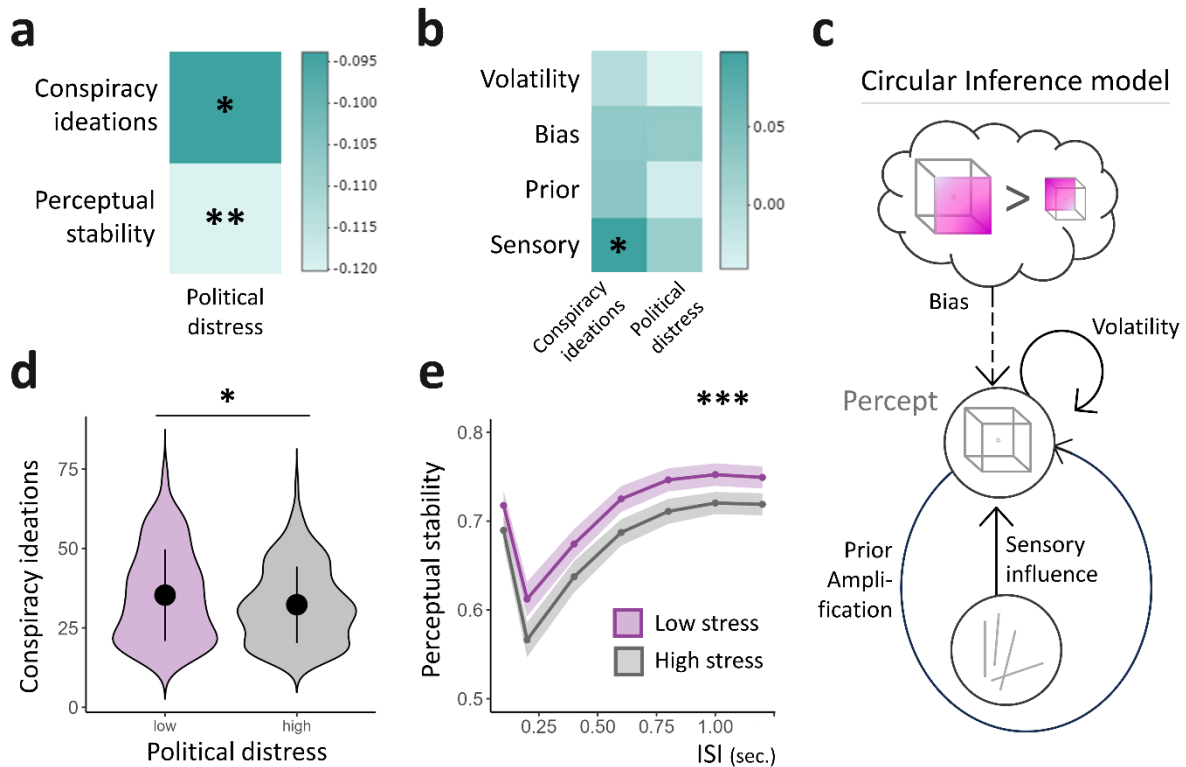 a
Conspiracy
ideations
*
Perceptual
stability
**
-0.095
-0.100
-0.105
-0.110
-0.115
-0.120
Political
distress
b
Volatility
Bias
Prior
Sensory
*
0.05
0.00
Conspiracy
ideations
Political
distress
c
Circular Inference model
>
Bias
Volatility
Percept
Prior
Ampli-
fication
Sensory
influence
d
*
Conspiracy ideations
75
50
25
0
low
high
Political distress
e
***
Perceptual stability
0.8
0.7
0.6
0.5
Low stress
High stress
0.25
0.50
0.75
1.00
ISI (sec.)